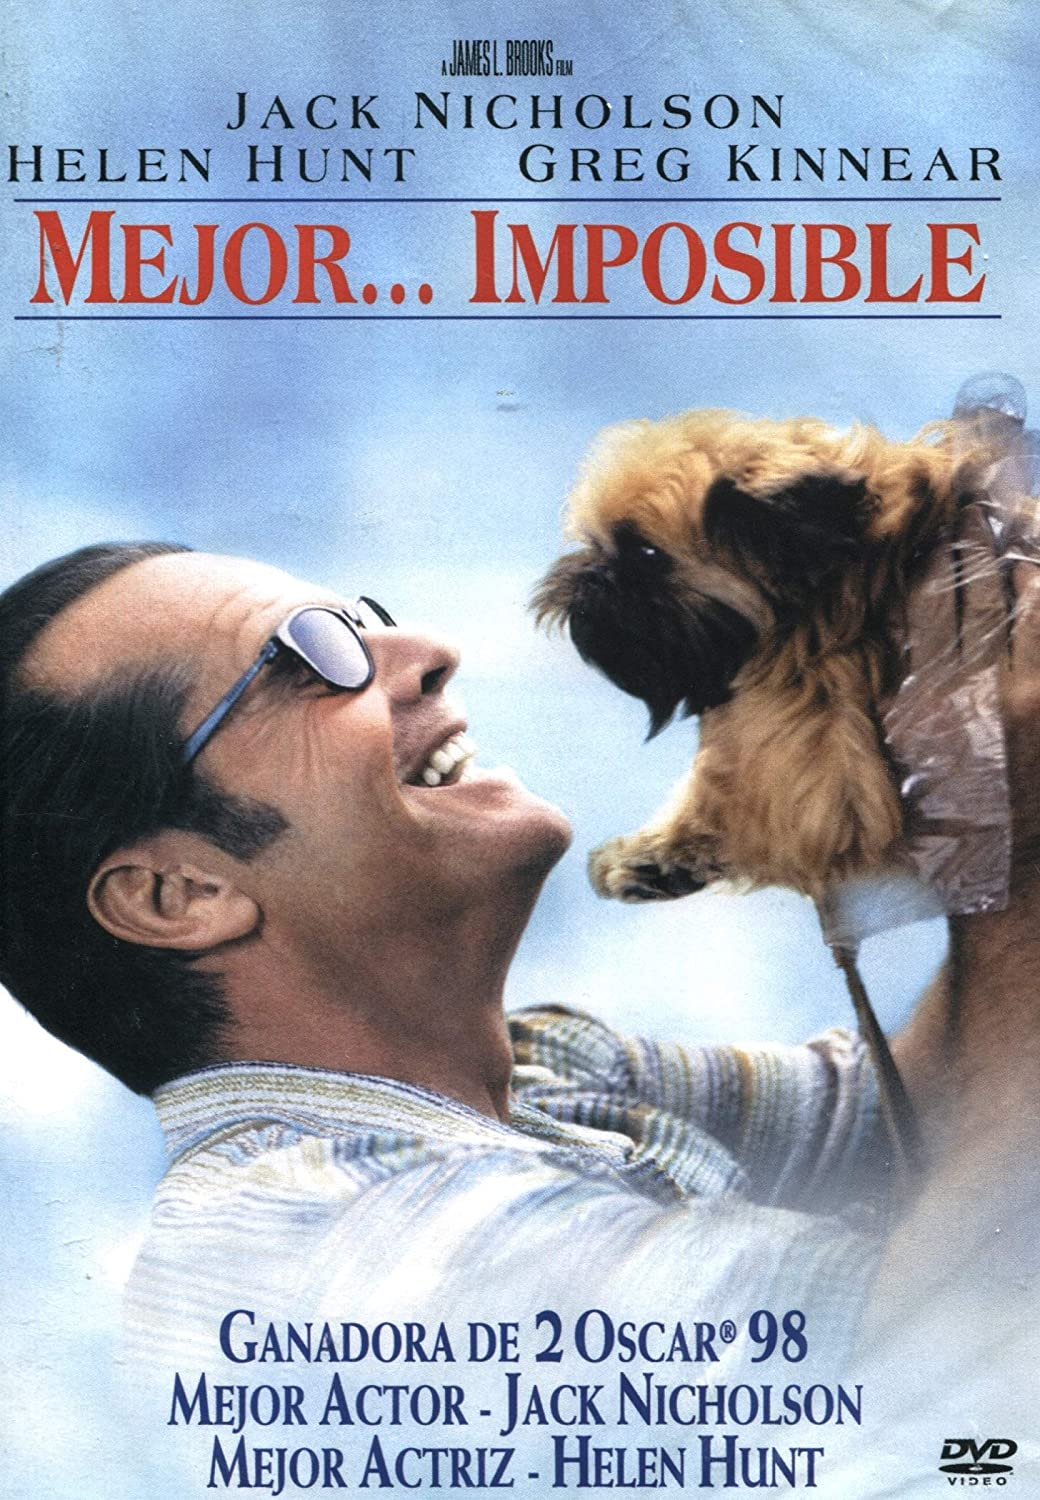 A JAMES L. BROOKS FILM
JACK NICHOLSON
HELEN HUNT GREG KINNEAR
MEJOR... IMPOSIBLE
GANADORA DE 2 OSCAR® 98
MEJOR ACTOR - JACK NICHOLSON
MEJOR ACTRIZ - HELEN HUNT
DVD
VIDEO